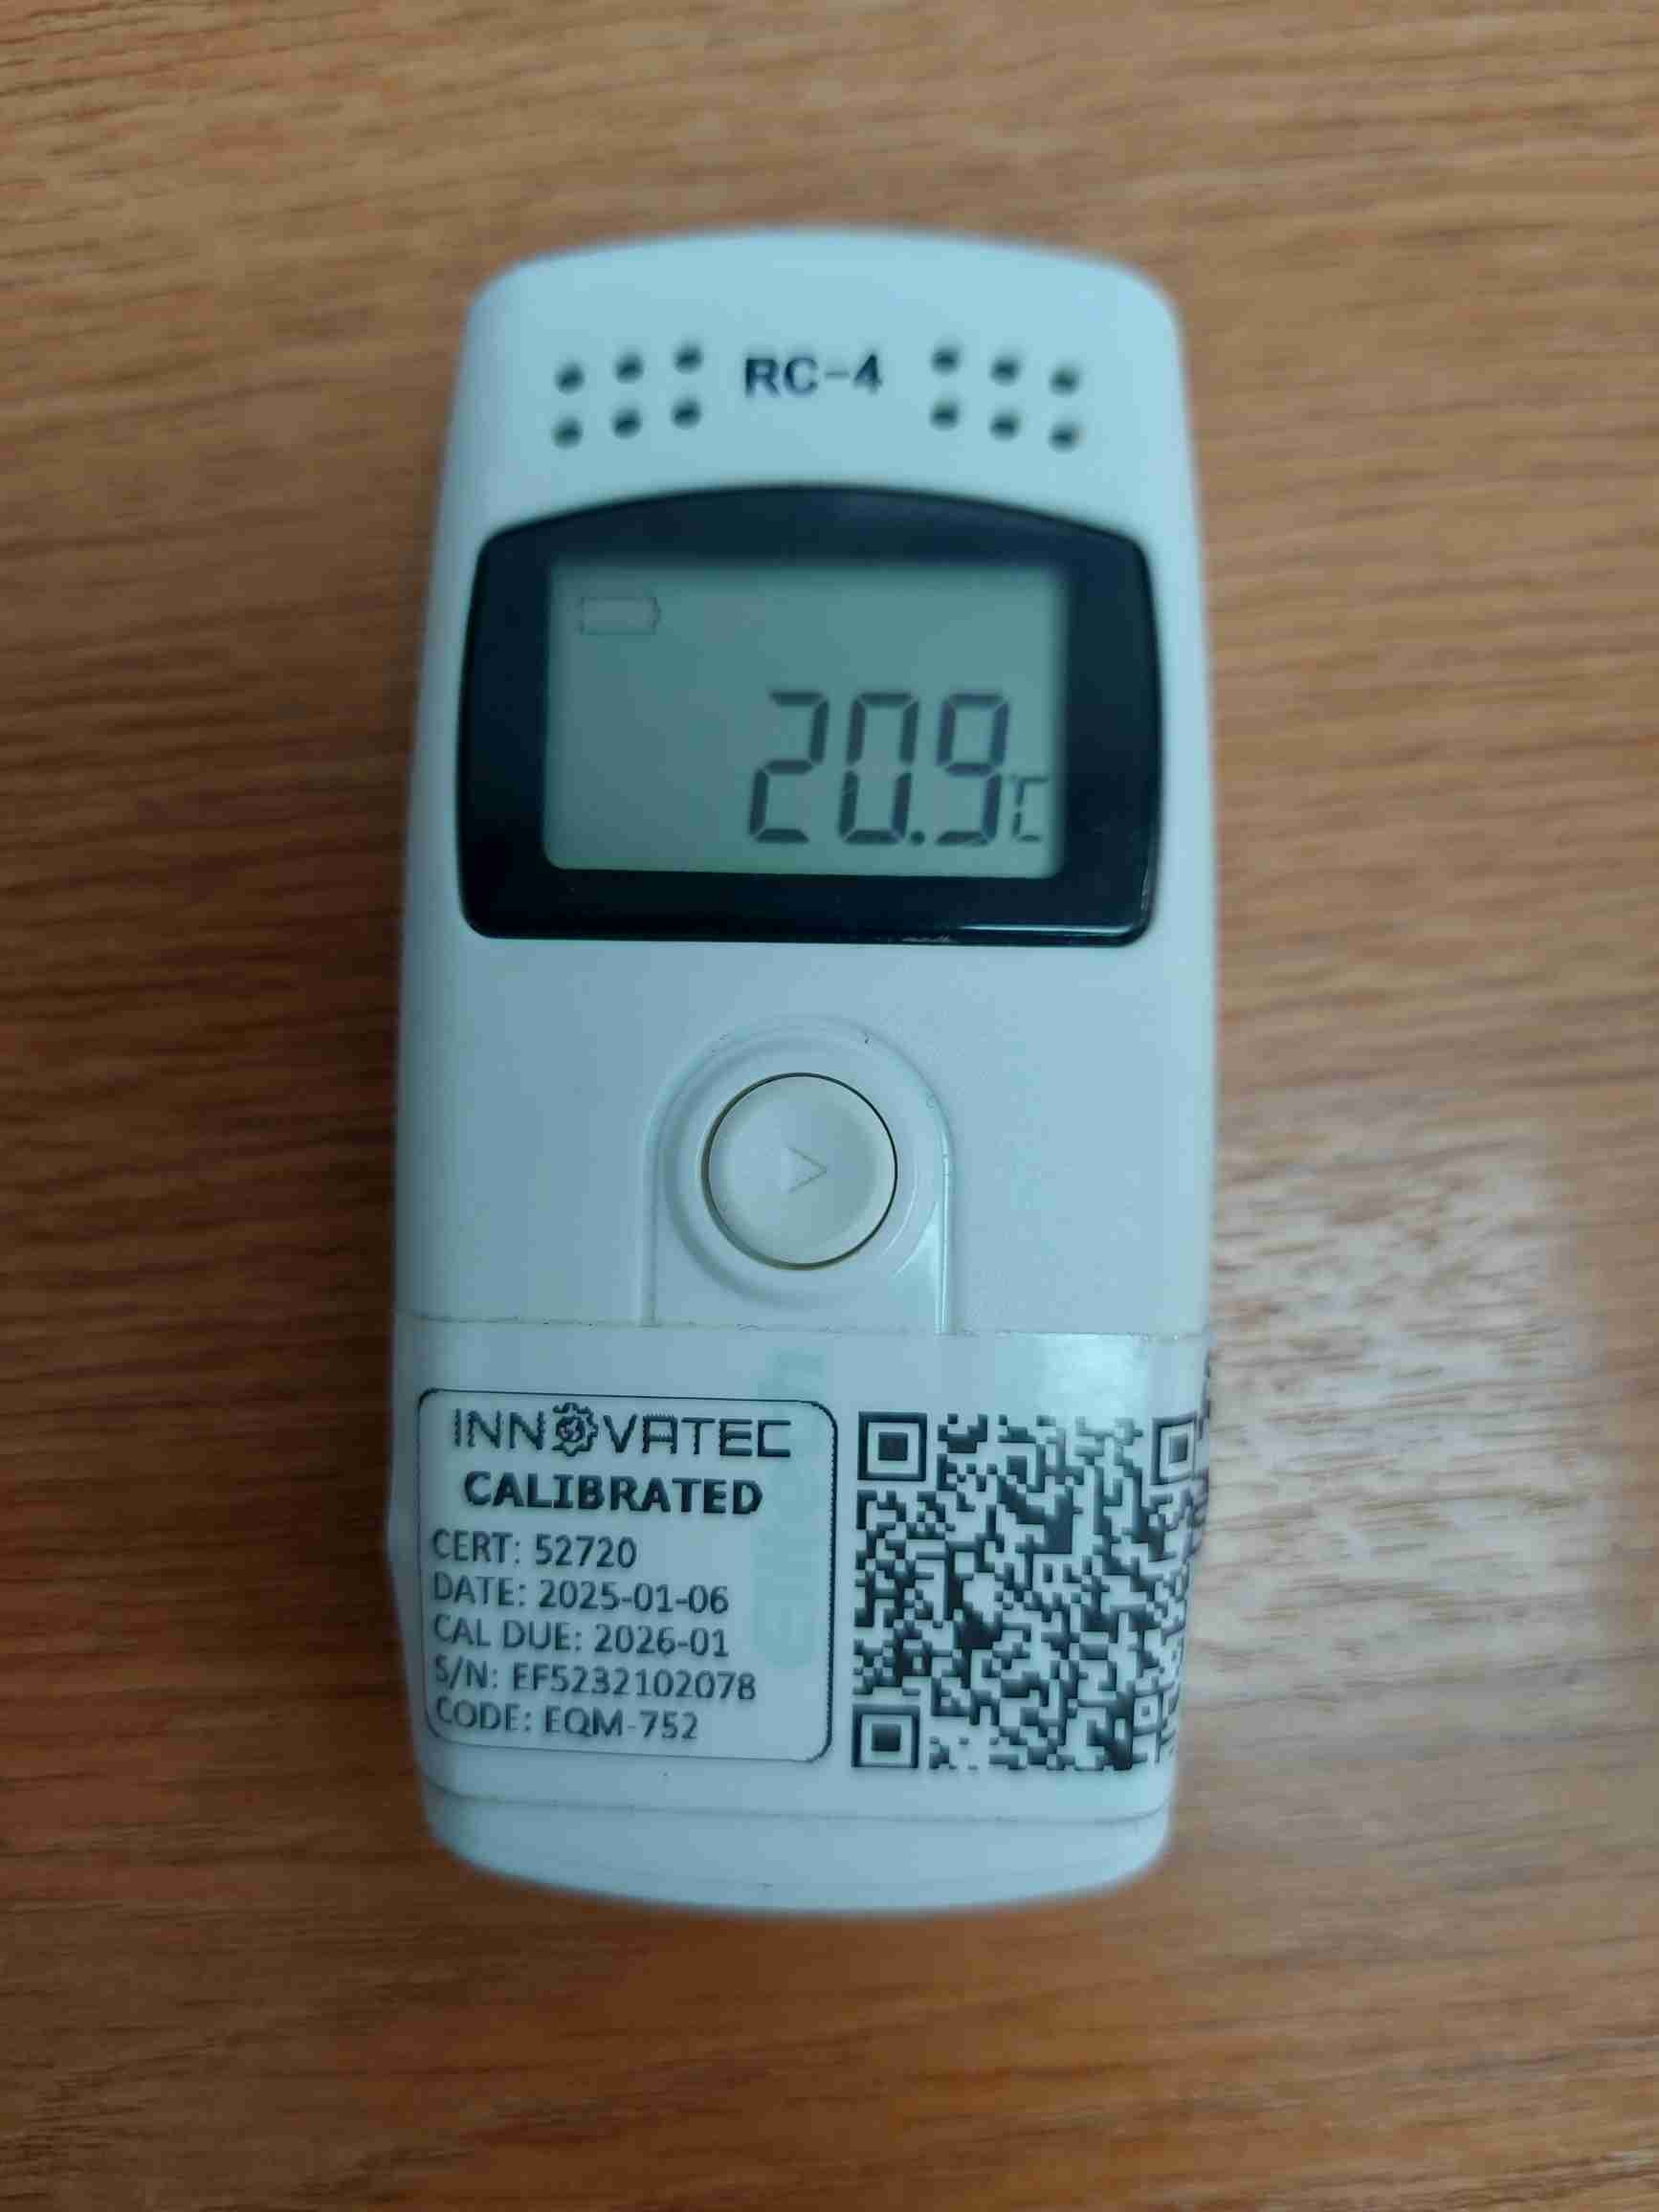 RC-4
20.9℃
INNOVATEC
CALIBRATED
CERT: 52720
DATE: 2025-01-06
CAL DUE: 2026-01
S/N: EF5232102078
CODE: EQM-752